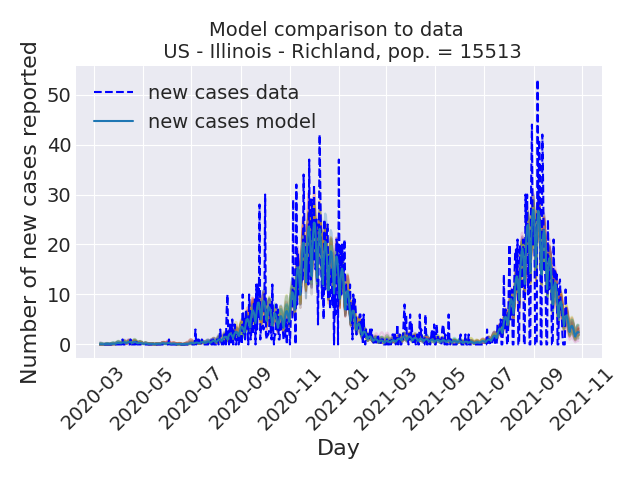 Model comparison to data
US - Illinois - Richland, pop. = 15513
Number of new cases reported
50
40
30
20
10
0
new cases data
new cases model
2020-03
2020-05
2020-07
2020-09
2020-11
2021-01
2021-03
2021-05
2021-07
2021-09
2021-11
Day